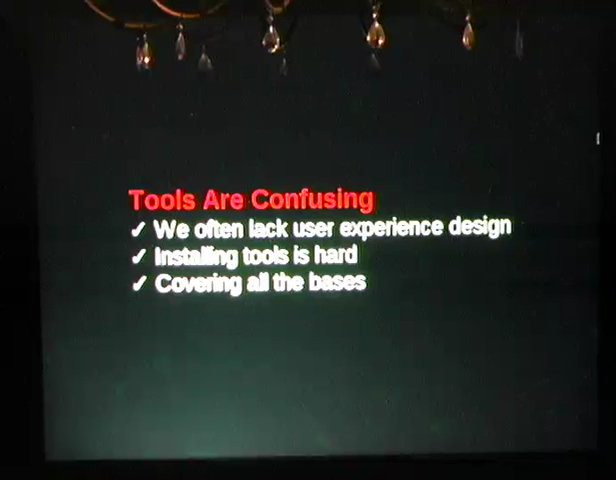 Tools Are Confusing
✓ We often lack user experience design
✓ Installing tools is hard
✓ Covering all the bases